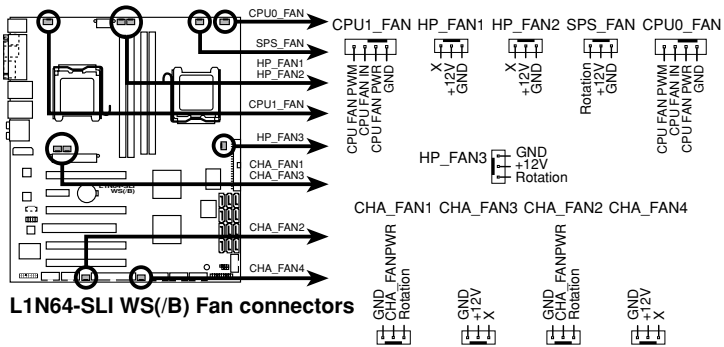 CPU0_FAN
SPS_FAN
HP_FAN1
HP_FAN2
CPU1_FAN
HP_FAN3
CHA_FAN1
CHA_FAN3
CHA_FAN2
CHA_FAN4
L1N64-SLI
WS(/B)
L1N64-SLI WS(/B) Fan connectors
CPU1_FAN HP_FAN1 HP_FAN2 SPS_FAN CPU0_FAN
CPU FAN PWM
CPU FAN IN
CPU FAN PWR
GND
X
+12V
GND
X
+12V
GND
Rotation
+12V
GND
CPU FAN PWM
CPU FAN IN
CPU FAN PWR
GND
HP_FAN3
GND
+12V
Rotation
CHA_FAN1 CHA_FAN3 CHA_FAN2 CHA_FAN4
GND
CHA_FANPWR
Rotation
GND
+12V
X
GND
CHA_FANPWR
Rotation
GND
+12V
X